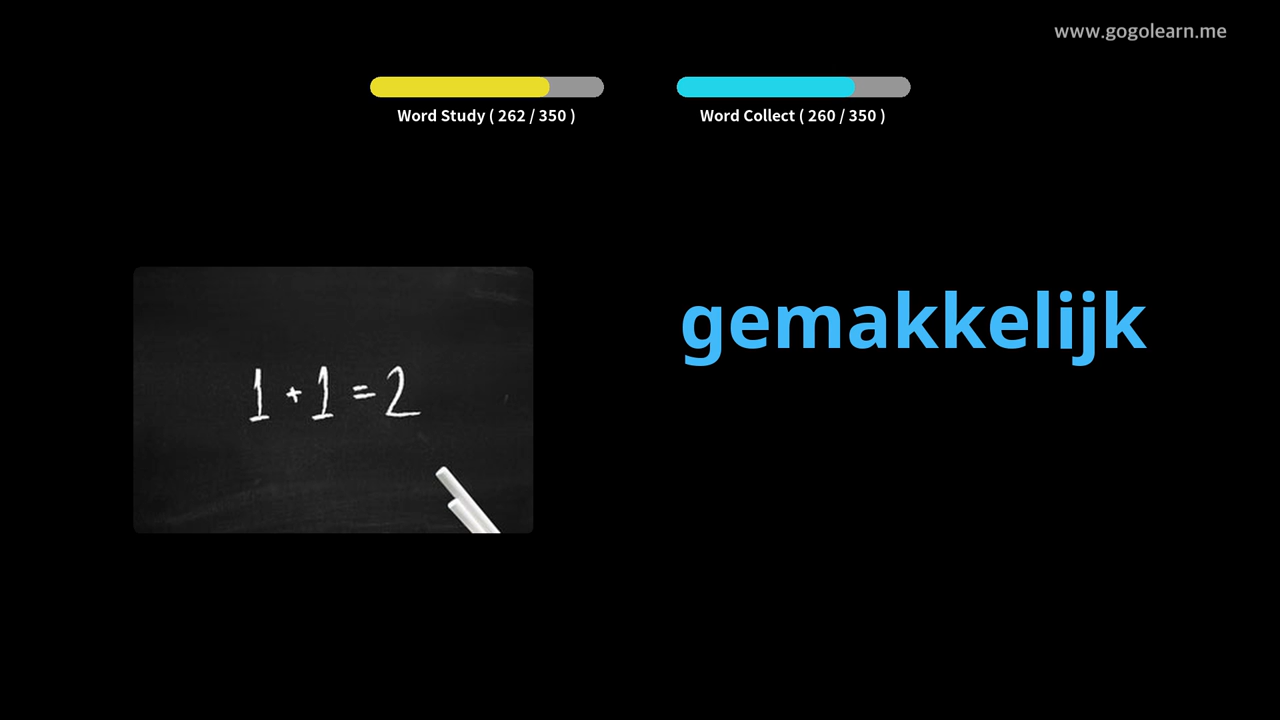 www.gogolearn.me
Word Study ( 262 / 350 )
Word Collect ( 260 / 350 )
gemakkelijk
1 + 1 = 2